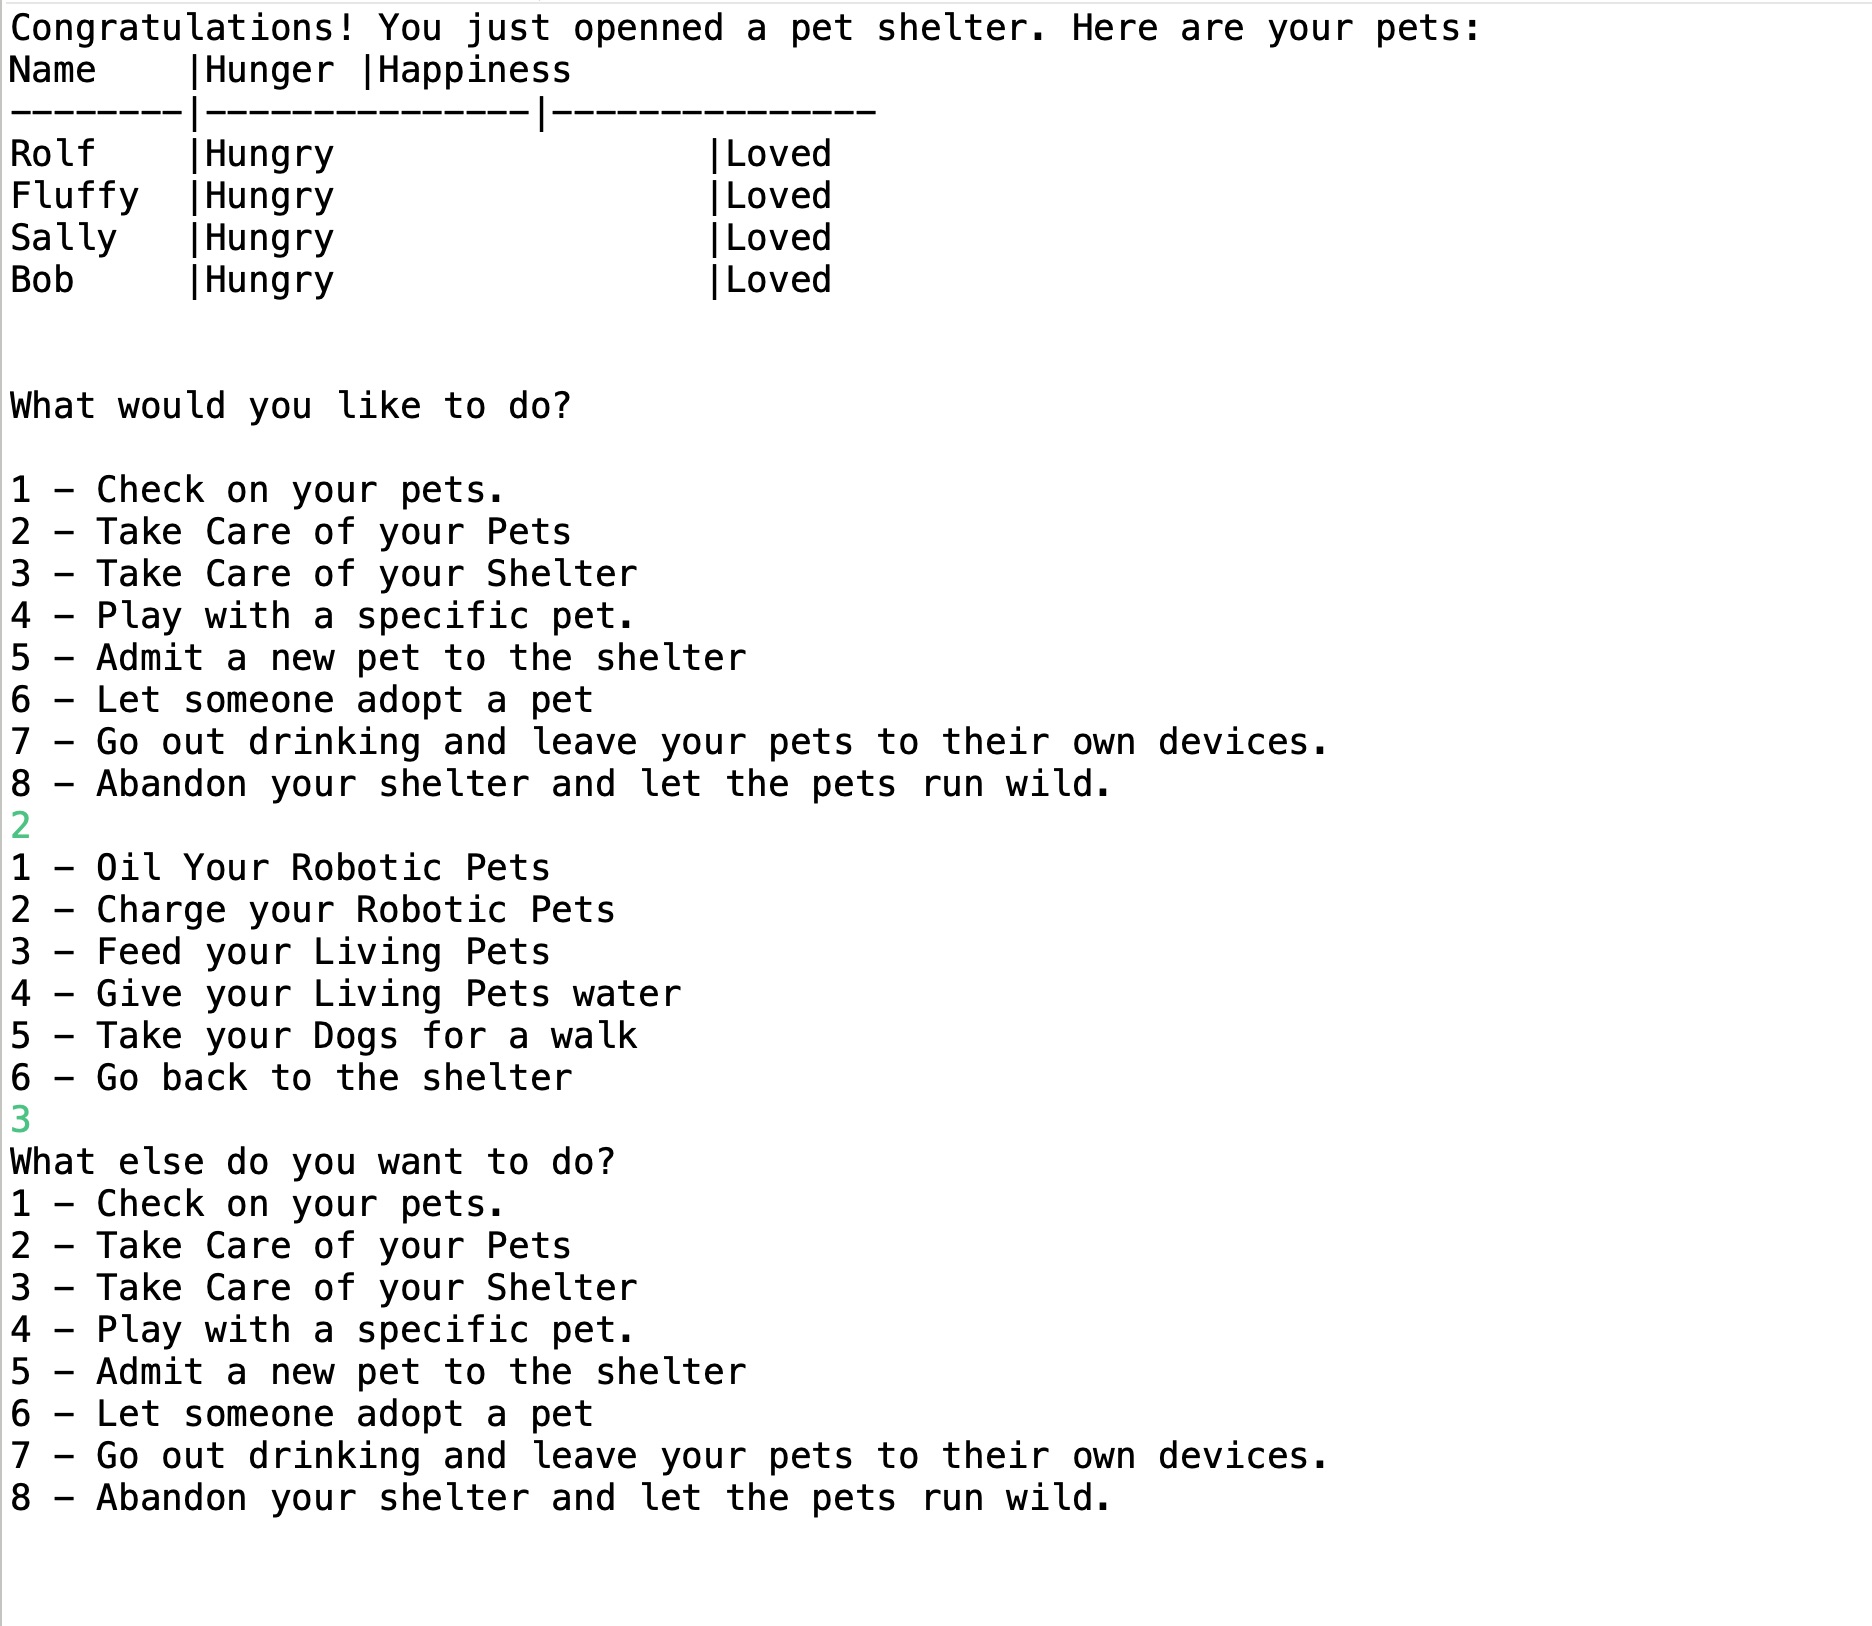 Congratulations! You just openned a pet shelter. Here are your pets:
Name    |Hunger |Happiness
--------|---------------|---------------
Rolf    |Hungry                 |Loved
Fluffy  |Hungry                 |Loved
Sally   |Hungry                 |Loved
Bob     |Hungry                 |Loved
What would you like to do?
1 - Check on your pets.
2 - Take Care of your Pets
3 - Take Care of your Shelter
4 - Play with a specific pet.
5 - Admit a new pet to the shelter
6 - Let someone adopt a pet
7 - Go out drinking and leave your pets to their own devices.
8 - Abandon your shelter and let the pets run wild.
2
1 - Oil Your Robotic Pets
2 - Charge your Robotic Pets
3 - Feed your Living Pets
4 - Give your Living Pets water
5 - Take your Dogs for a walk
6 - Go back to the shelter
3
What else do you want to do?
1 - Check on your pets.
2 - Take Care of your Pets
3 - Take Care of your Shelter
4 - Play with a specific pet.
5 - Admit a new pet to the shelter
6 - Let someone adopt a pet
7 - Go out drinking and leave your pets to their own devices.
8 - Abandon your shelter and let the pets run wild.